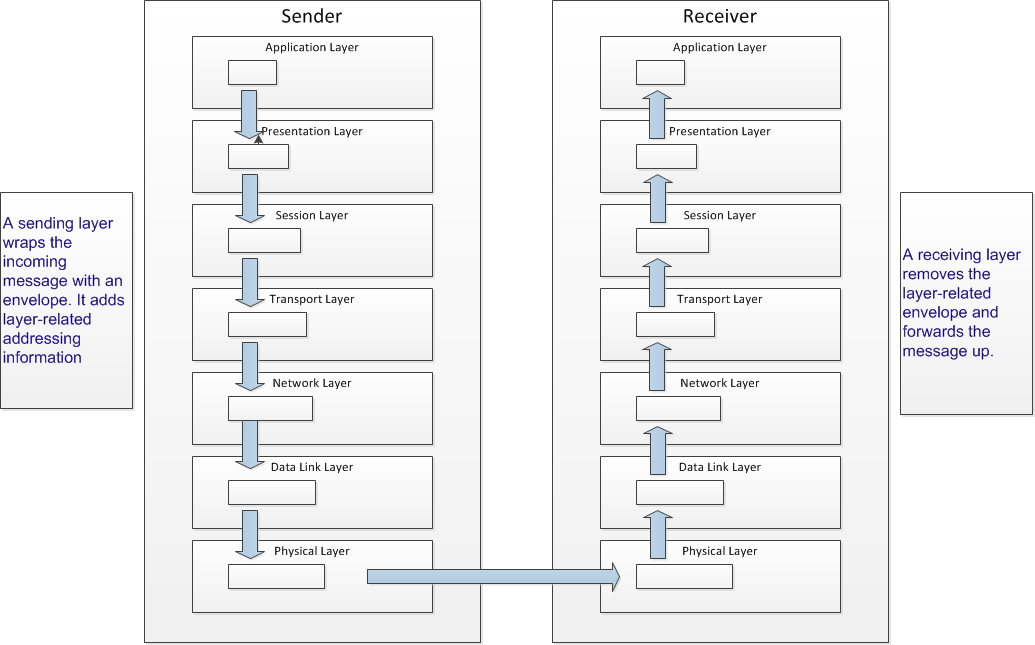 Sender
Application Layer
Presentation Layer
Session Layer
Transport Layer
Network Layer
Data Link Layer
Physical Layer
Receiver
Application Layer
Presentation Layer
Session Layer
Transport Layer
Network Layer
Data Link Layer
Physical Layer
A sending layer
wraps the
incoming
message with an
envelope. It adds
layer-related
addressing
information
A receiving layer
removes the
layer-related
envelope and
forwards the
message up.